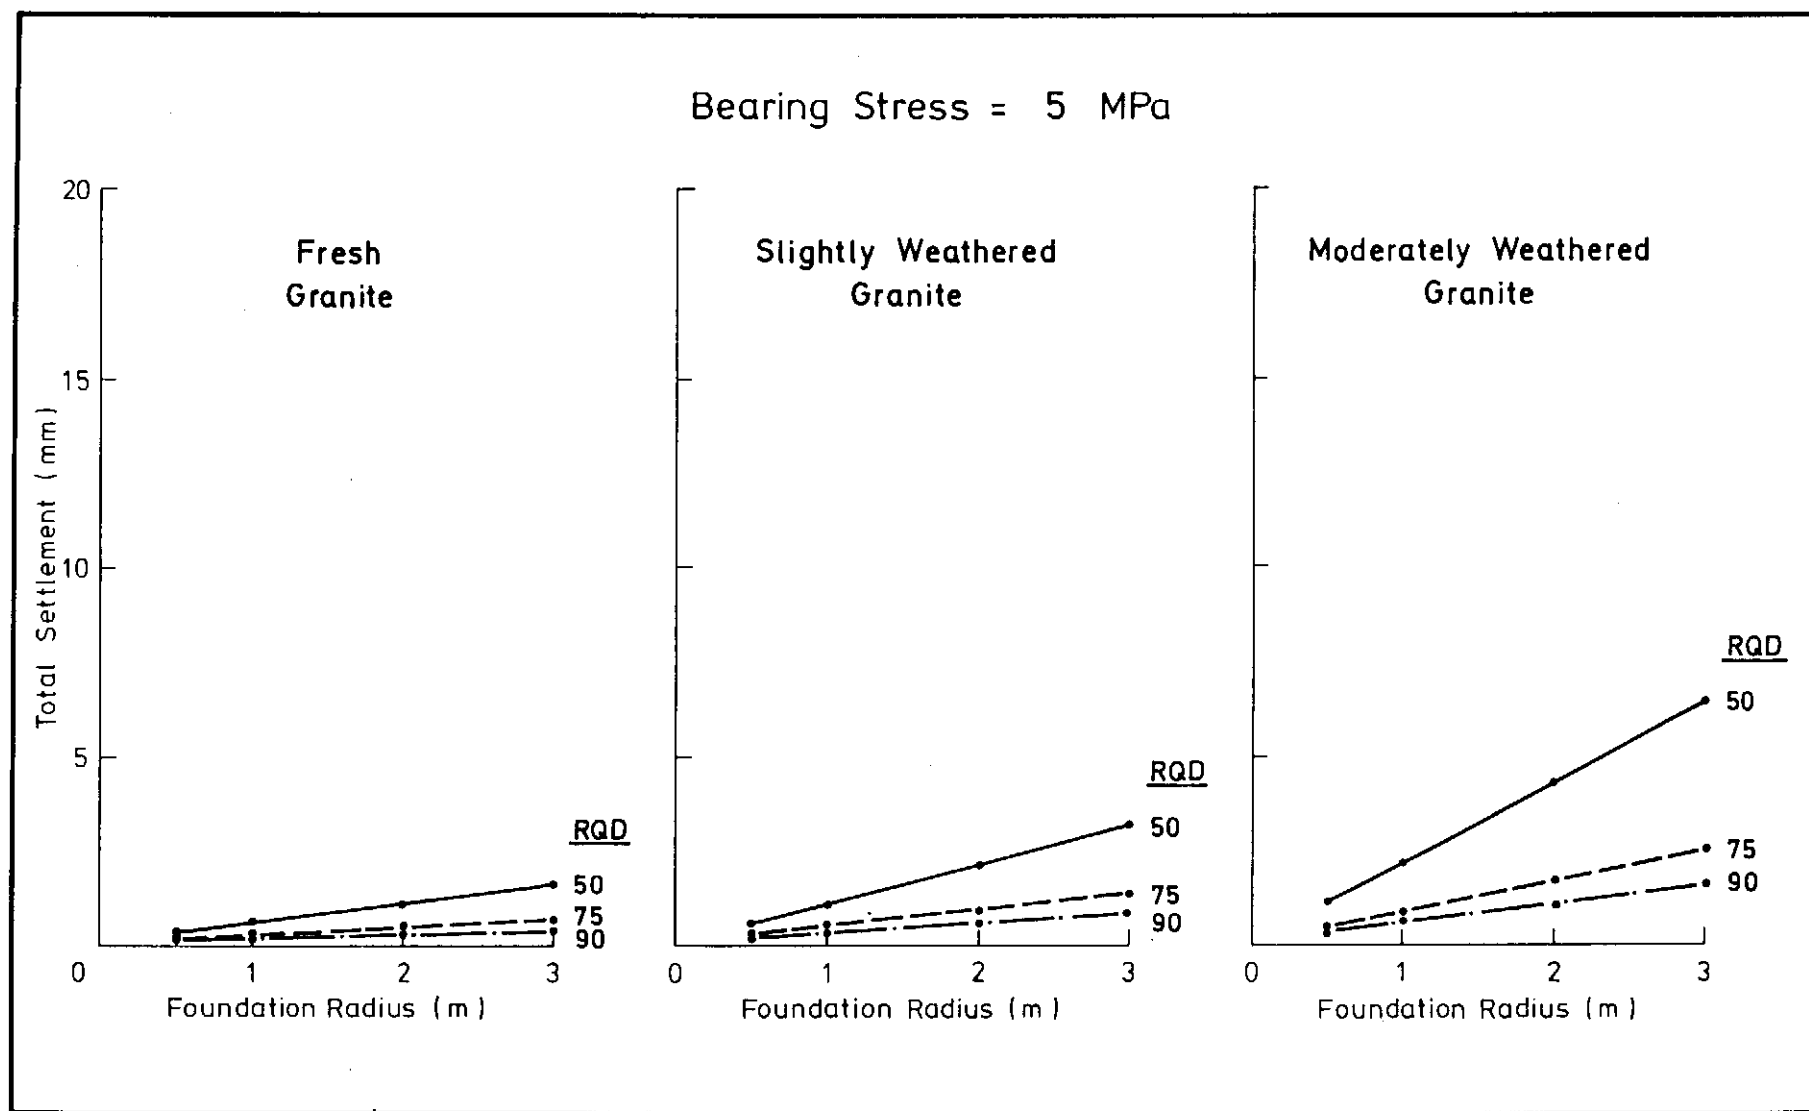 Bearing Stress = 5 MPa
Fresh
Granite
Total Settlement (mm)
20
15
10
5
0
1
2
3
Foundation Radius (m)
RQD
50
75
90
Slightly Weathered
Granite
0
1
2
3
Foundation Radius (m)
RQD
50
75
90
Moderately Weathered
Granite
0
1
2
3
Foundation Radius (m)
RQD
50
75
90